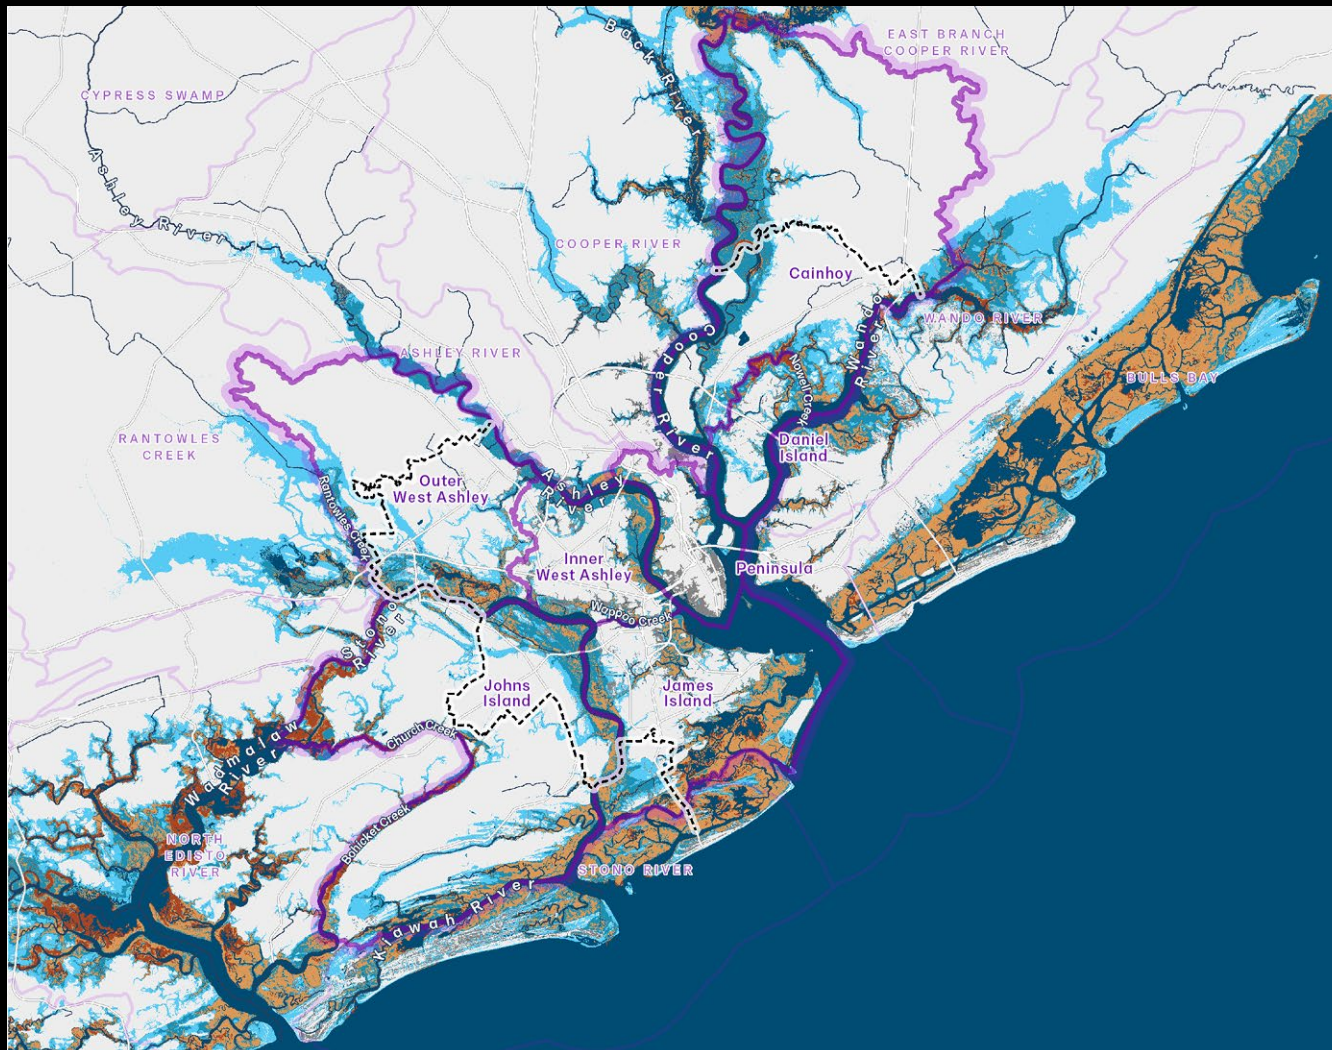 Back River
EAST BRANCH
COOPER RIVER
CYPRESS SWAMP
Ashley River
COOPER RIVER
Cainhoy
WANDO RIVER
Cooper River
Wando
River
ASHLEY RIVER
Nowell Creek
BULLS BAY
RANTOWLES
CREEK
Daniel
Island
Outer
West Ashley
Ashley
River
Rantowles Creek
Inner
West Ashley
Peninsula
Wappoo Creek
Stono
River
Johns
Island
James
Island
Church Creek
Wadmalaw
River
Bohicket Creek
NORTH
EDISTO
RIVER
STONO RIVER
Kiawah River